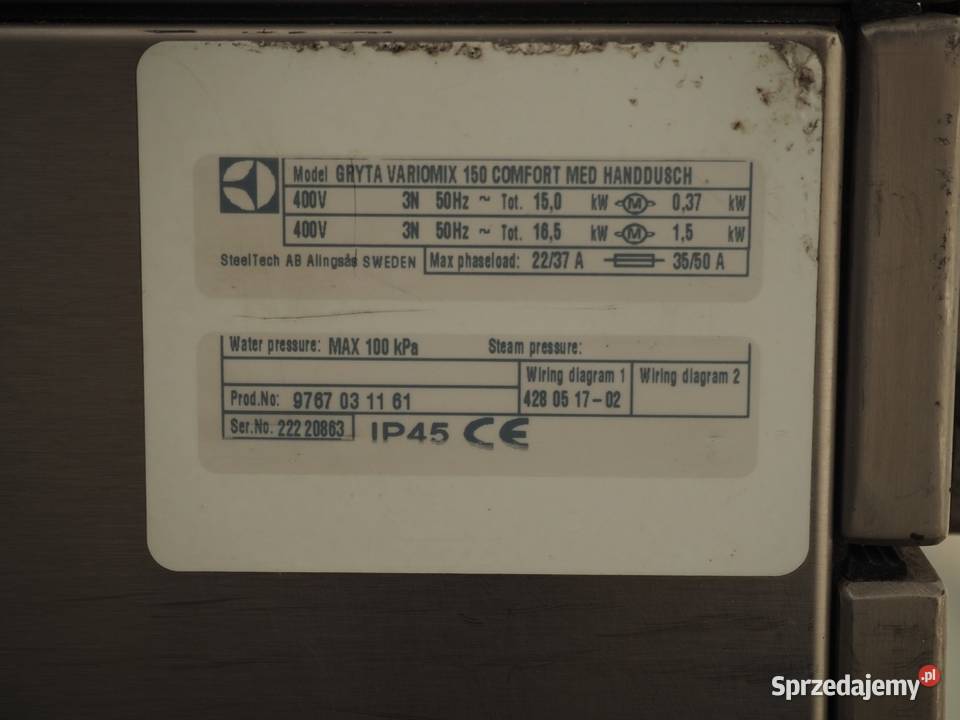 Model GRYTA VARIOMIX 150 COMFORT MED HANDDUSCH
400V 3N 50Hz ~ Tot. 15,0 kW M 0,37 kW
400V 3N 50Hz ~ Tot. 16,5 kW M 1,5 kW
SteelTech AB Alingsås SWEDEN Max phaseload: 22/37 A 35/50 A
Water pressure: MAX 100 kPa Steam pressure:
Wiring diagram 1 Wiring diagram 2
Prod.No: 9767 03 11 61 428 05 17-02
Ser.No. 222 20863 IP45 CE
Sprzedajemy.pl